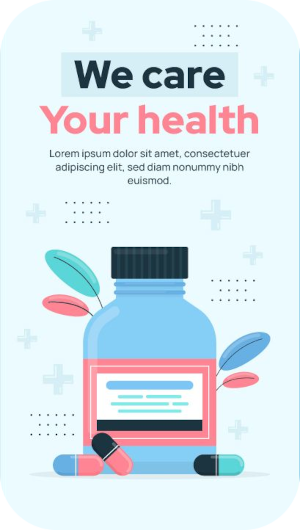 We care
Your health
Lorem ipsum dolor sit amet, consectetuer
adipiscing elit, sed diam nonummy nibh
euismod.